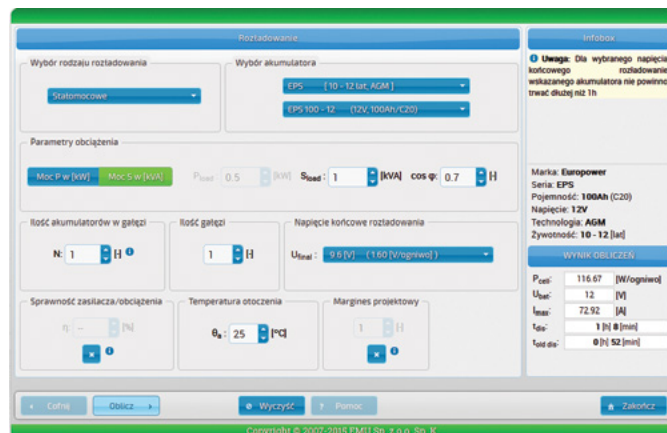 Rozładowanie
Wybór rodzaju rozładowania
Stałomocowe
Wybór akumulatora
EPS [ 10 - 12 lat, AGM ]
EPS 100 - 12 (12V, 100Ah/C20)
Parametry obciążenia
Moc P w [kW] Moc S w [kVA] Pload: 0.5 [kW] Sload: 1 [kVA] cos φ: 0.7 [-]
Ilość akumulatorów w gałęzi
N: 1 [-]
Ilość gałęzi
1 [-]
Napięcie końcowe rozładowania
Ufinal: 9.6 [V] (1.60 [V/ogniwo] )
Sprawność zasilacza/obciążenia
η: -- [%]
Temperatura otoczenia
θa: 25 [°C]
Margines projektowy
1 [-]
Infobox
Uwaga: Dla wybranego napięcia
końcowego rozładowanie
wskazanego akumulatora nie powinno
trwać dłużej niż 1h
Marka: Europower
Seria: EPS
Pojemność: 100Ah (C20)
Napięcie: 12V
Technologia: AGM
Żywotność: 10 - 12 [lat]
WYNIK OBLICZEŃ
Pcell: 116.67 [W/ogniwo]
Ubat: 12 [V]
Imax: 72.92 [A]
tdis: 1 [h] 8 [min]
told dis: 0 [h] 52 [min]
Cofnij Oblicz Wyczyść ? Pomoc Zakończ
Copyright © 2007-2015 EMU Sp. z o.o. Sp. K.